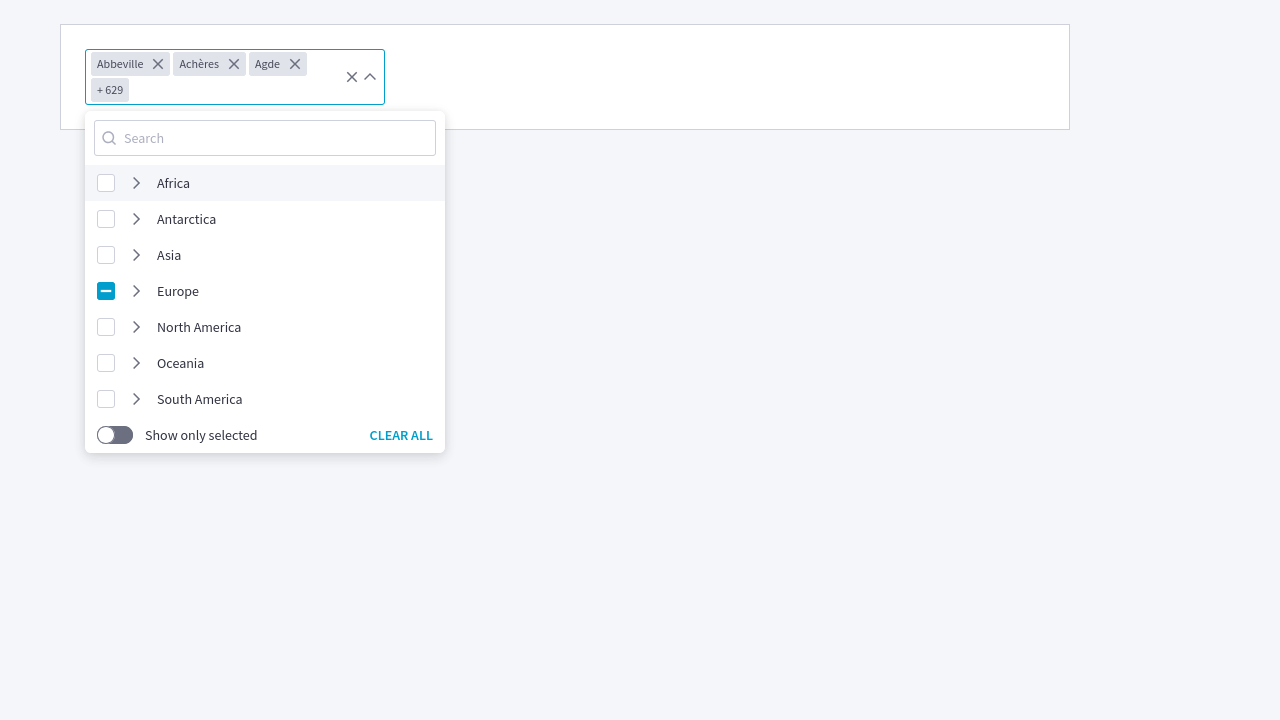 Abbeville Achères Agde
+ 629
Search
Africa
Antarctica
Asia
Europe
North America
Oceania
South America
Show only selected CLEAR ALL